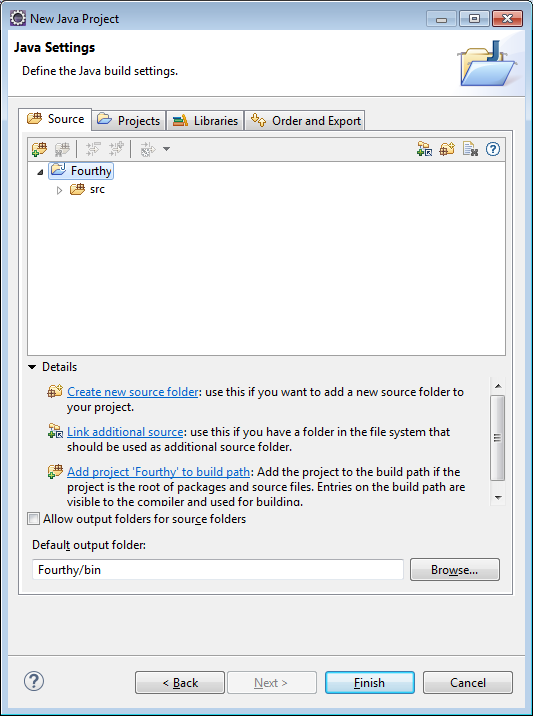 New Java Project
Java Settings
Define the Java build settings.
Source
Projects
Libraries
Order and Export
Fourthy
src
Details
Create new source folder: use this if you want to add a new source folder to
your project.
Link additional source: use this if you have a folder in the file system that
should be used as additional source folder.
Add project 'Fourthy' to build path: Add the project to the build path if the
project is the root of packages and source files. Entries on the build path are
visible to the compiler and used for building.
Allow output folders for source folders
Default output folder:
Fourthy/bin
Browse...
< Back
Next >
Finish
Cancel